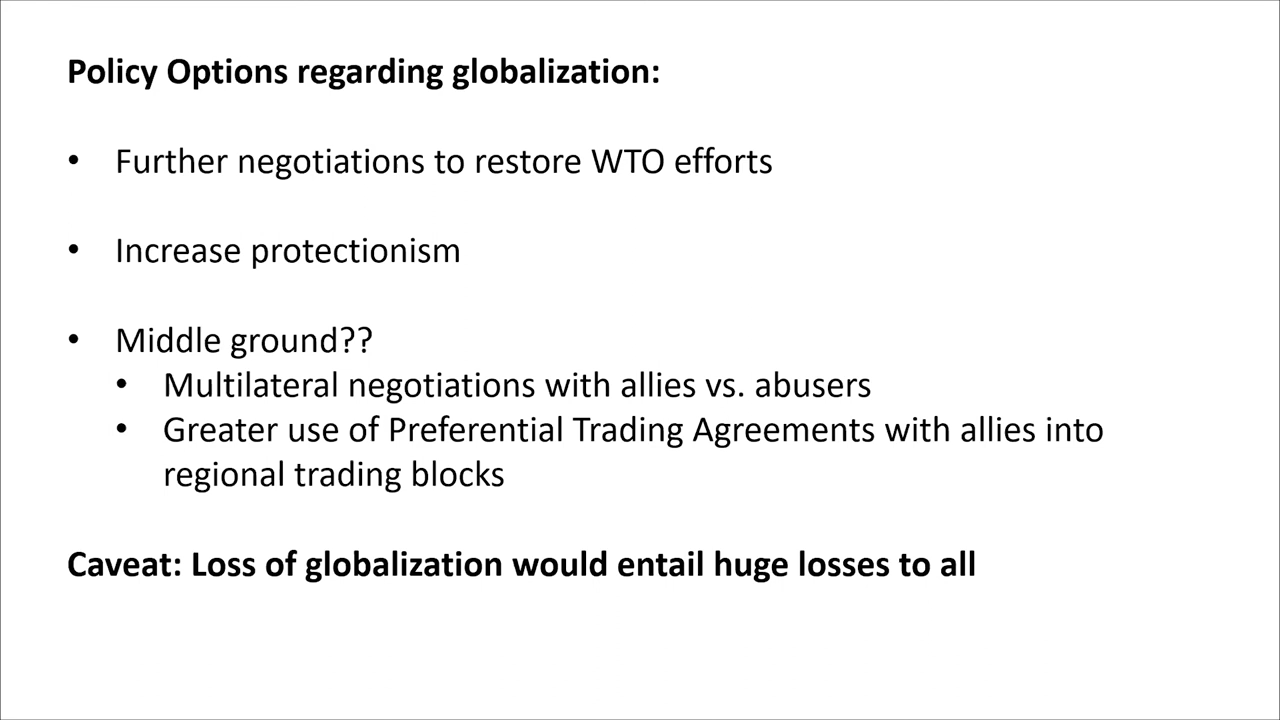 Policy Options regarding globalization:
• Further negotiations to restore WTO efforts
• Increase protectionism
• Middle ground??
• Multilateral negotiations with allies vs. abusers
• Greater use of Preferential Trading Agreements with allies into
regional trading blocks
Caveat: Loss of globalization would entail huge losses to all